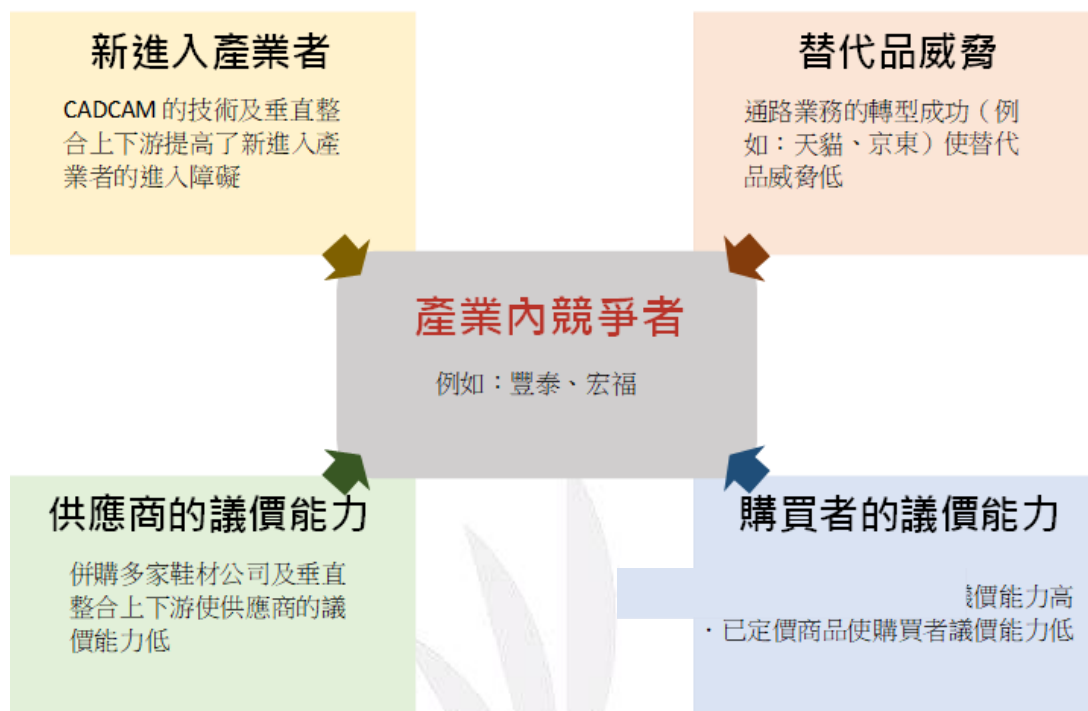 新進入產業者
CADCAM 的技術及垂直整
合上下游提高了新進入產
業者的進入障礙
替代品威脅
通路業務的轉型成功（例
如：天貓、京東）使替代
品威脅低
產業內競爭者
例如：豐泰、宏福
供應商的議價能力
併購多家鞋材公司及垂直
整合上下游使供應商的議
價能力低
購買者的議價能力
價能力高
．已定價商品使購買者議價能力低